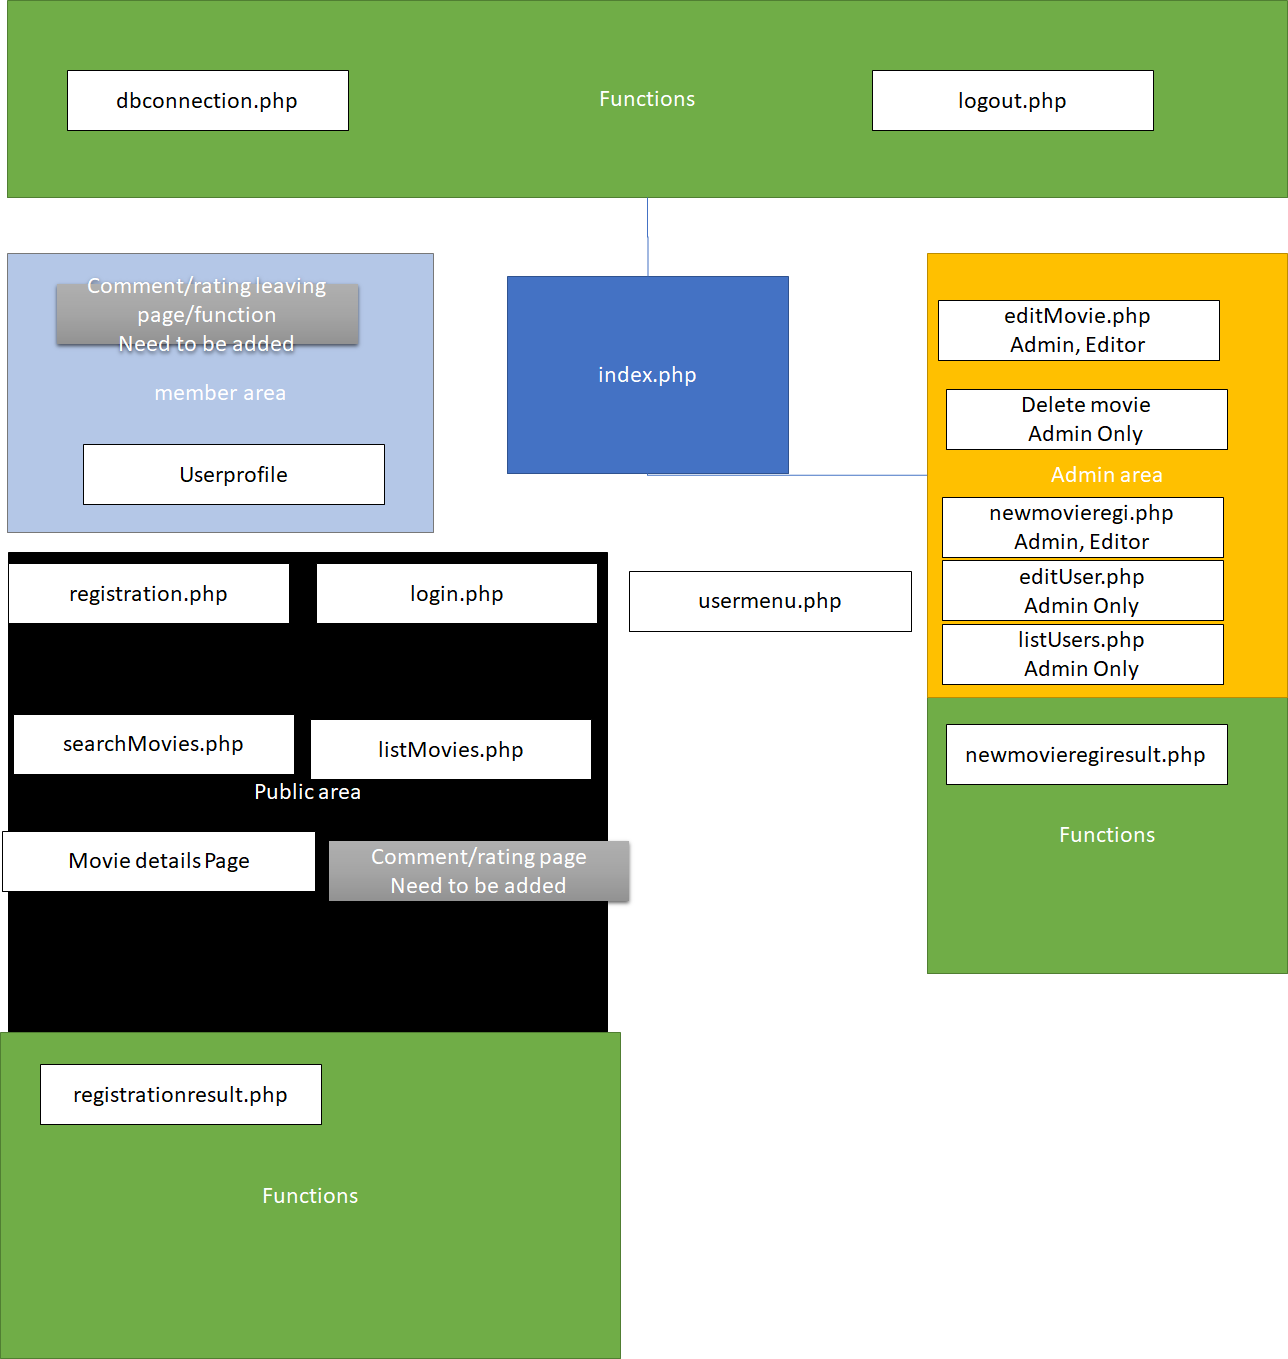 dbconnection.php
Functions
logout.php
Comment/rating leaving
page/function
Need to be added
member area
Userprofile
index.php
editMovie.php
Admin, Editor
Delete movie
Admin Only
Admin area
newmovieregi.php
Admin, Editor
editUser.php
Admin Only
listUsers.php
Admin Only
registration.php
login.php
usermenu.php
searchMovies.php
listMovies.php
Public area
Movie details Page
Comment/rating page
Need to be added
newmovieregiresult.php
Functions
registrationresult.php
Functions